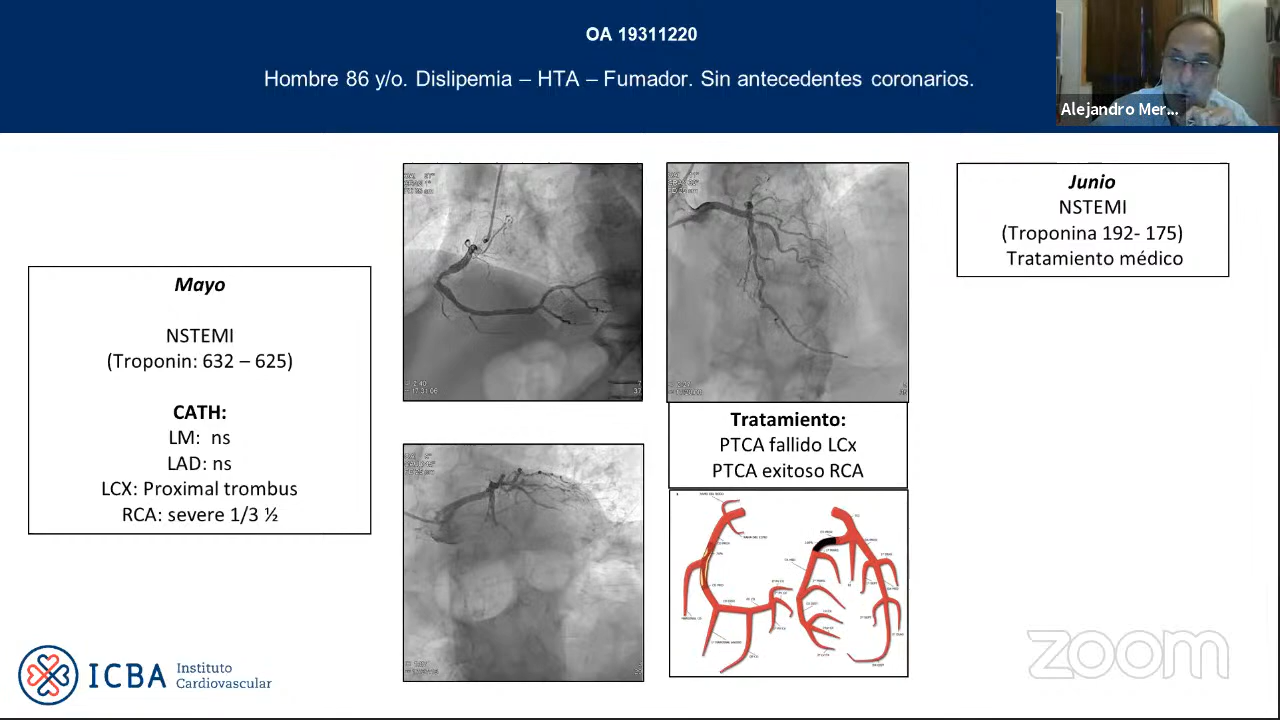 OA 19311220
Hombre 86 y/o. Dislipemia – HTA – Fumador. Sin antecedentes coronarios.
Alejandro Mer...
Mayo
NSTEMI
(Troponin: 632 – 625)
CATH:
LM: ns
LAD: ns
LCX: Proximal trombus
RCA: severe 1/3 ½
Tratamiento:
PTCA fallido LCx
PTCA exitoso RCA
Junio
NSTEMI
(Troponina 192- 175)
Tratamiento médico
ICBA
Instituto
Cardiovascular
zoom